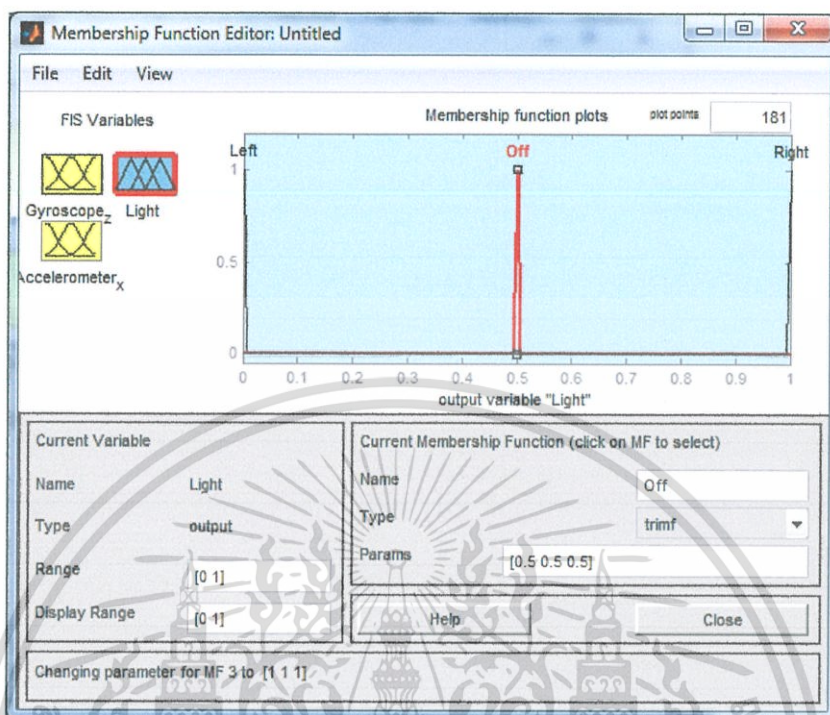 Membership Function Editor: Untitled
File Edit View
FIS Variables
Membership function plots plot points 181
Gyroscope_z Light
Accelerometer_x
Left Off Right
1
0.5
0
0 0.1 0.2 0.3 0.4 0.5 0.6 0.7 0.8 0.9 1
output variable "Light"
Current Variable
Name Light
Type output
Range [0 1]
Display Range [0 1]
Current Membership Function (click on MF to select)
Name Off
Type trimf
Params [0.5 0.5 0.5]
Help Close
Changing parameter for MF 3 to [1 1 1]